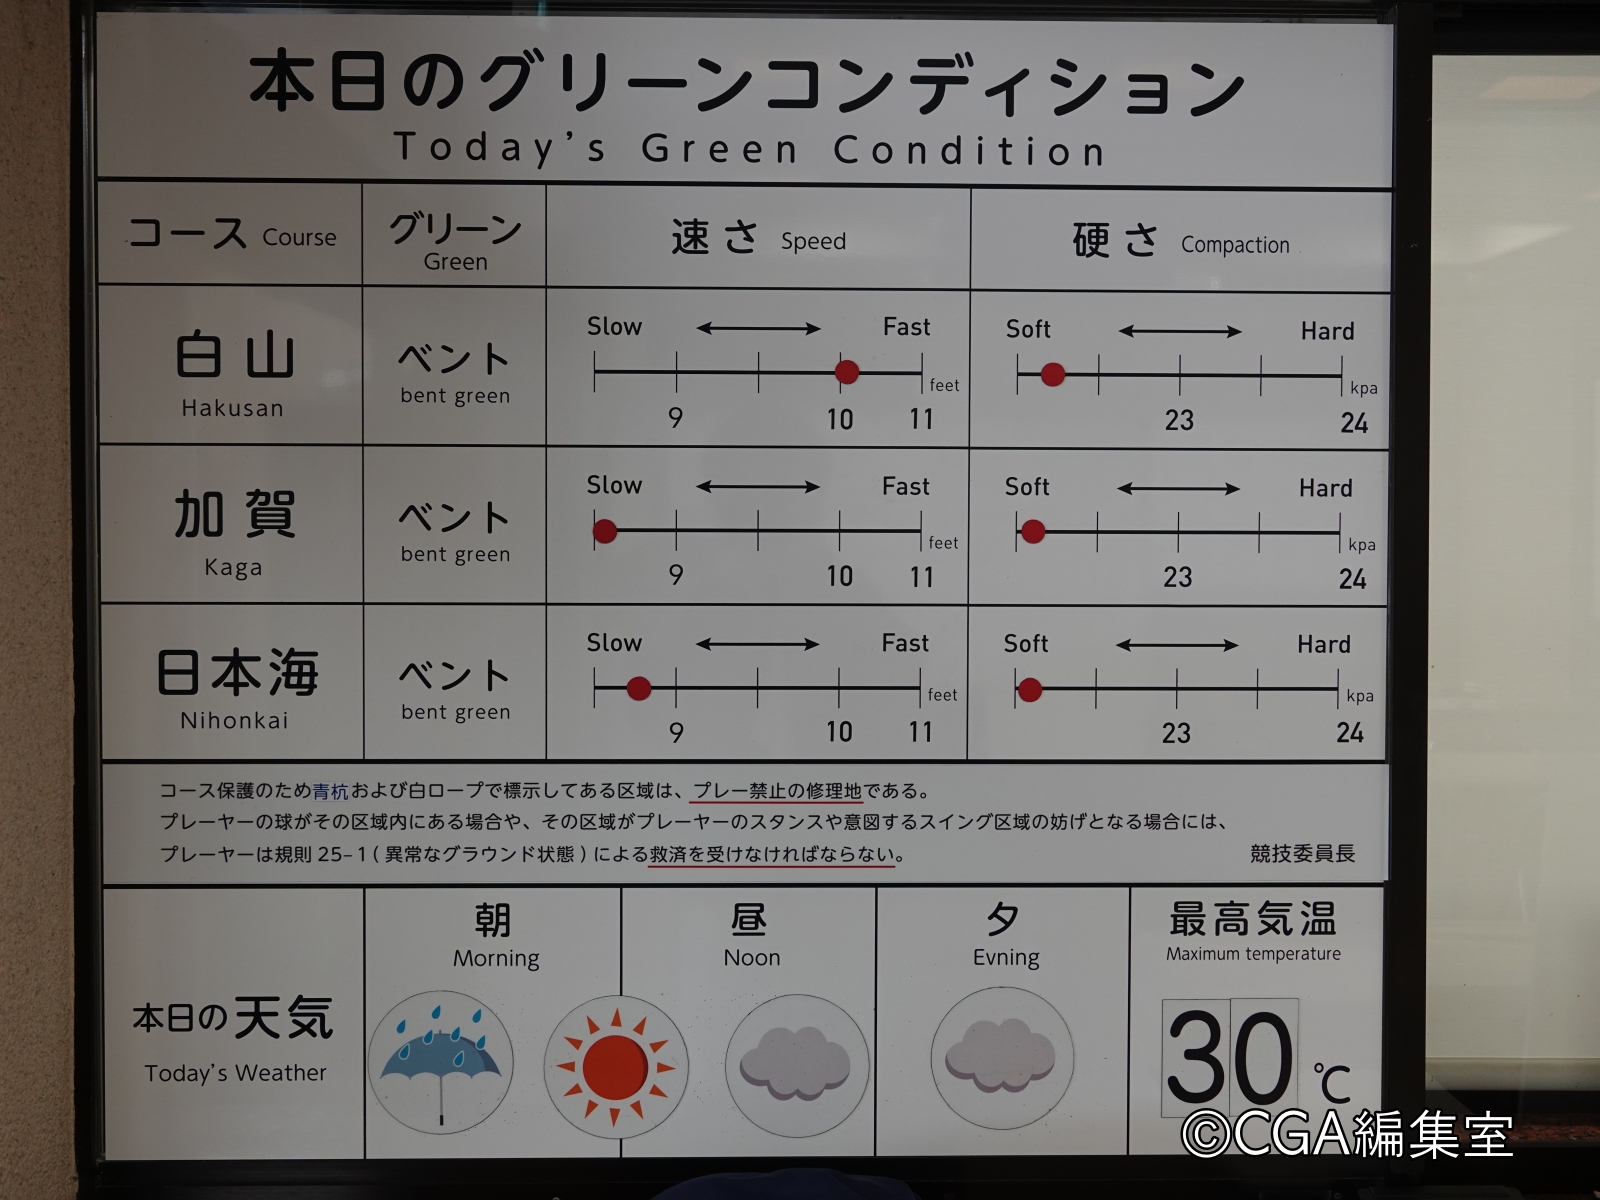 本日のグリーンコンディション
Today's Green Condition
コース Course
グリーン
Green
速さ Speed
硬さ Compaction
白山
Hakusan
ベント
bent green
Slow Fast
feet
9 10 11
Soft Hard
kpa
23 24
加賀
Kaga
ベント
bent green
Slow Fast
feet
9 10 11
Soft Hard
kpa
23 24
日本海
Nihonkai
ベント
bent green
Slow Fast
feet
9 10 11
Soft Hard
kpa
23 24
コース保護のため青杭および白ロープで標示してある区域は、プレー禁止の修理地である。
プレーヤーの球がその区域内にある場合や、その区域がプレーヤーのスタンスや意図するスイング区域の妨げとなる場合には、
プレーヤーは規則25-1(異常なグラウンド状態)による救済を受けなければならない。 競技委員長
本日の天気
Today's Weather
朝
Morning
昼
Noon
夕
Evning
最高気温
Maximum temperature
30℃
©CGA編集室